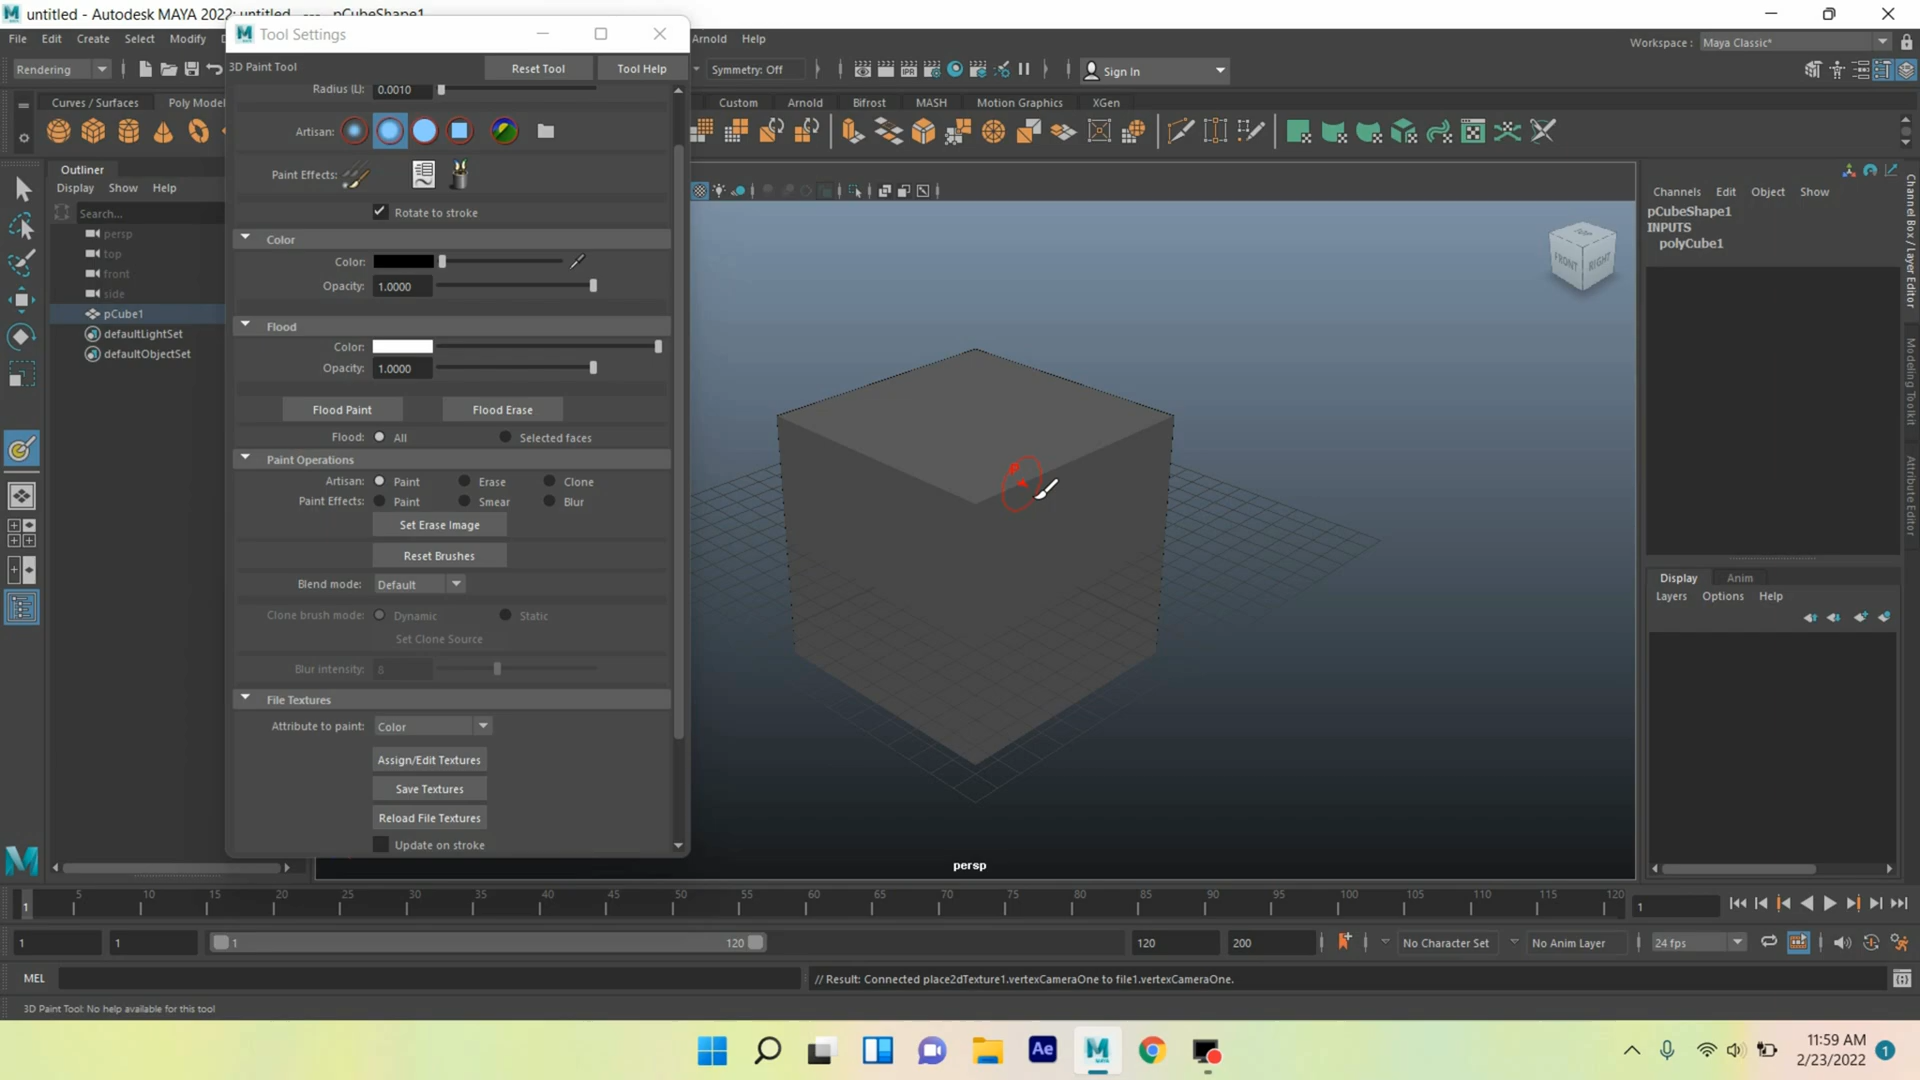 untitled - Autodesk MAYA 2022: untitled --- pCubeShape1
File Edit Create Select Modify Arnold Help
Workspace : Maya Classic*
Tool Settings
Rendering
Symmetry: Off
Sign In
3D Paint Tool Reset Tool Tool Help
Curves / Surfaces Poly Model Custom Arnold Bifrost MASH Motion Graphics XGen
Radius (L): 0.0010
Artisan:
Paint Effects:
Rotate to stroke
Color
Color:
Opacity: 1.0000
Flood
Color:
Opacity: 1.0000
Flood Paint Flood Erase
Flood: All Selected faces
Paint Operations
Artisan: Paint Erase Clone
Paint Effects: Paint Smear Blur
Set Erase Image
Reset Brushes
Blend mode: Default
Clone brush mode: Dynamic Static
Set Clone Source
Blur intensity: 8
File Textures
Attribute to paint: Color
Assign/Edit Textures
Save Textures
Reload File Textures
Update on stroke
Outliner
Display Show Help
Search...
persp
top
front
side
pCube1
defaultLightSet
defaultObjectSet
TOP
FRONT RIGHT
persp
Channels Edit Object Show
pCubeShape1
INPUTS
polyCube1
Channel Box / Layer Editor
Modeling Toolkit
Attribute Editor
Display Anim
Layers Options Help
1 5 10 15 20 25 30 35 40 45 50 55 60 65 70 75 80 85 90 95 100 105 110 115 120
1
1 1 1 120 120 200 No Character Set No Anim Layer 24 fps
MEL // Result: Connected place2dTexture1.vertexCameraOne to file1.vertexCameraOne.
3D Paint Tool: No help available for this tool
Ae
M
MAYA
11:59 AM
2/23/2022
1